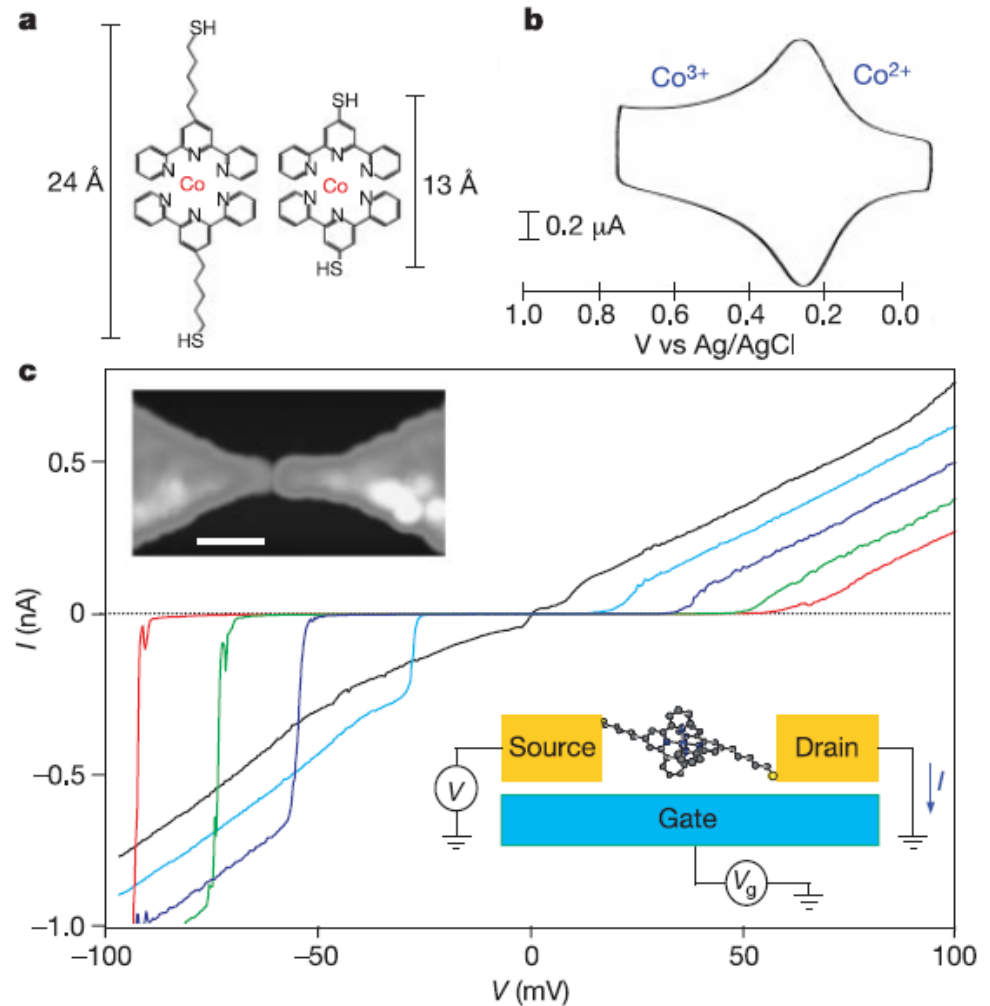 a
SH
N
N
N
Co
N
N
N
HS
24 Å
SH
N
N
N
Co
N
N
N
HS
13 Å
b
Co³⁺
Co²⁺
0.2 μA
1.0 0.8 0.6 0.4 0.2 0.0
V vs Ag/AgCl
c
0.5
0
−0.5
−1.0
I (nA)
Source
Drain
Gate
V
I
Vg
−100 −50 0 50 100
V (mV)